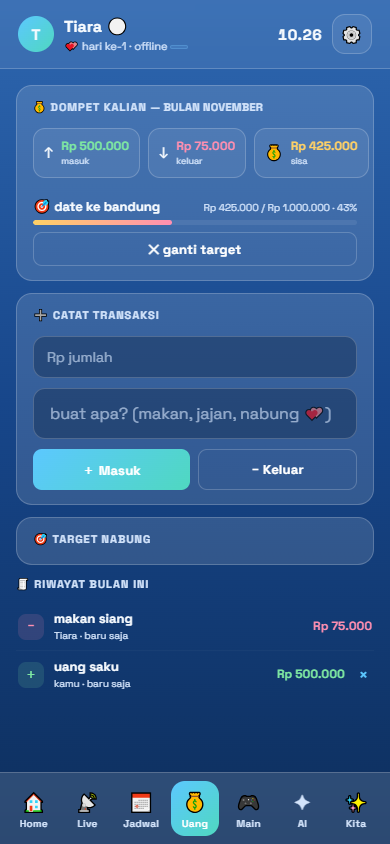 T
Tiara
hari ke-1 · offline
10.26
DOMPET KALIAN — BULAN NOVEMBER
↑ Rp 500.000
masuk
↓ Rp 75.000
keluar
Rp 425.000
sisa
date ke bandung
Rp 425.000 / Rp 1.000.000 · 43%
✕ ganti target
CATAT TRANSAKSI
Rp jumlah
buat apa? (makan, jajan, nabung 💕)
+ Masuk
− Keluar
TARGET NABUNG
RIWAYAT BULAN INI
− makan siang
Tiara · baru saja
Rp 75.000
+ uang saku
kamu · baru saja
Rp 500.000 ×
Home
Live
Jadwal
Uang
Main
AI
Kita